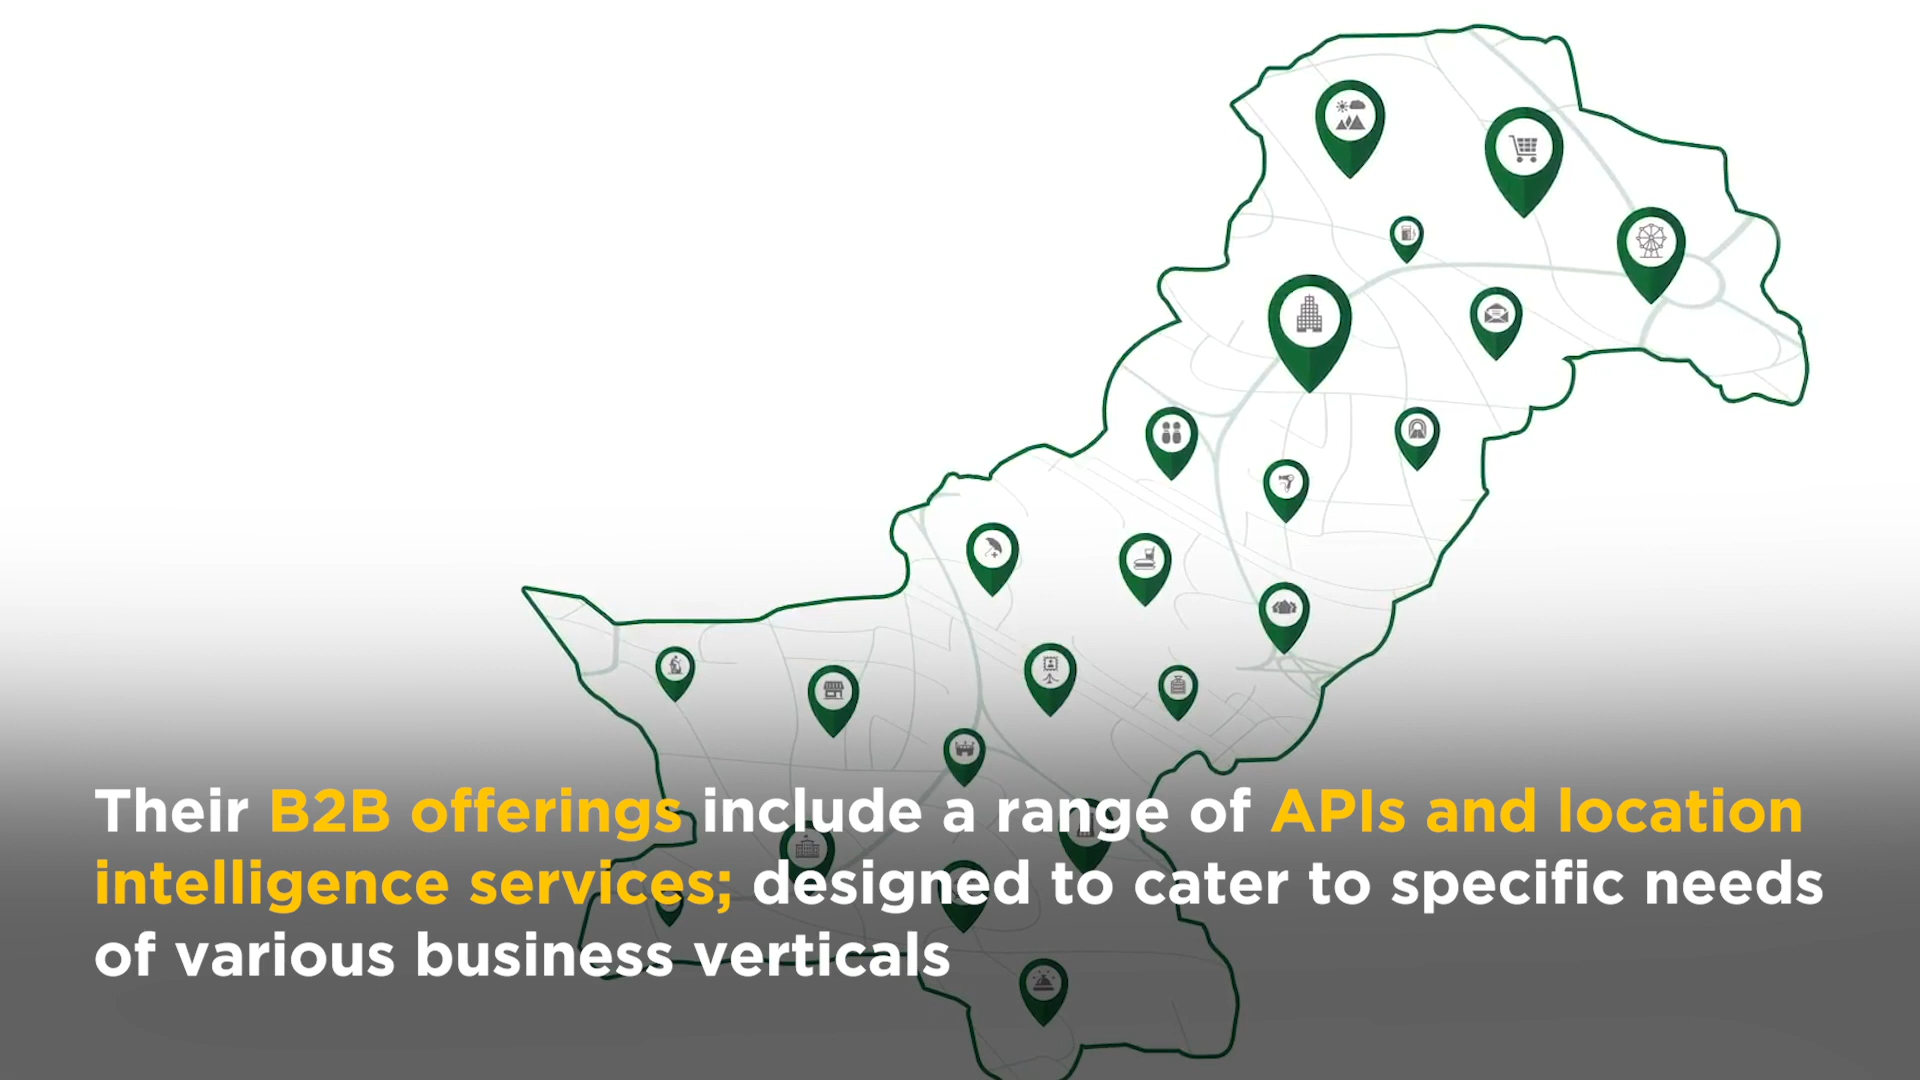 Their B2B offerings include a range of APIs and location
intelligence services; designed to cater to specific needs
of various business verticals